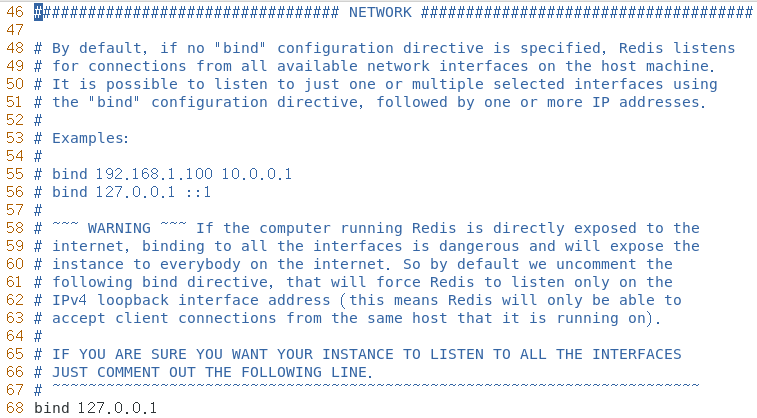 46 ################################## NETWORK #####################################
47
48 # By default, if no "bind" configuration directive is specified, Redis listens
49 # for connections from all available network interfaces on the host machine.
50 # It is possible to listen to just one or multiple selected interfaces using
51 # the "bind" configuration directive, followed by one or more IP addresses.
52 #
53 # Examples:
54 #
55 # bind 192.168.1.100 10.0.0.1
56 # bind 127.0.0.1 ::1
57 #
58 # ~~~ WARNING ~~~ If the computer running Redis is directly exposed to the
59 # internet, binding to all the interfaces is dangerous and will expose the
60 # instance to everybody on the internet. So by default we uncomment the
61 # following bind directive, that will force Redis to listen only on the
62 # IPv4 loopback interface address (this means Redis will only be able to
63 # accept client connections from the same host that it is running on).
64 #
65 # IF YOU ARE SURE YOU WANT YOUR INSTANCE TO LISTEN TO ALL THE INTERFACES
66 # JUST COMMENT OUT THE FOLLOWING LINE.
67 # ~~~~~~~~~~~~~~~~~~~~~~~~~~~~~~~~~~~~~~~~~~~~~~~~~~~~~~~~~~~~~~~~~~~~~~~~
68 bind 127.0.0.1